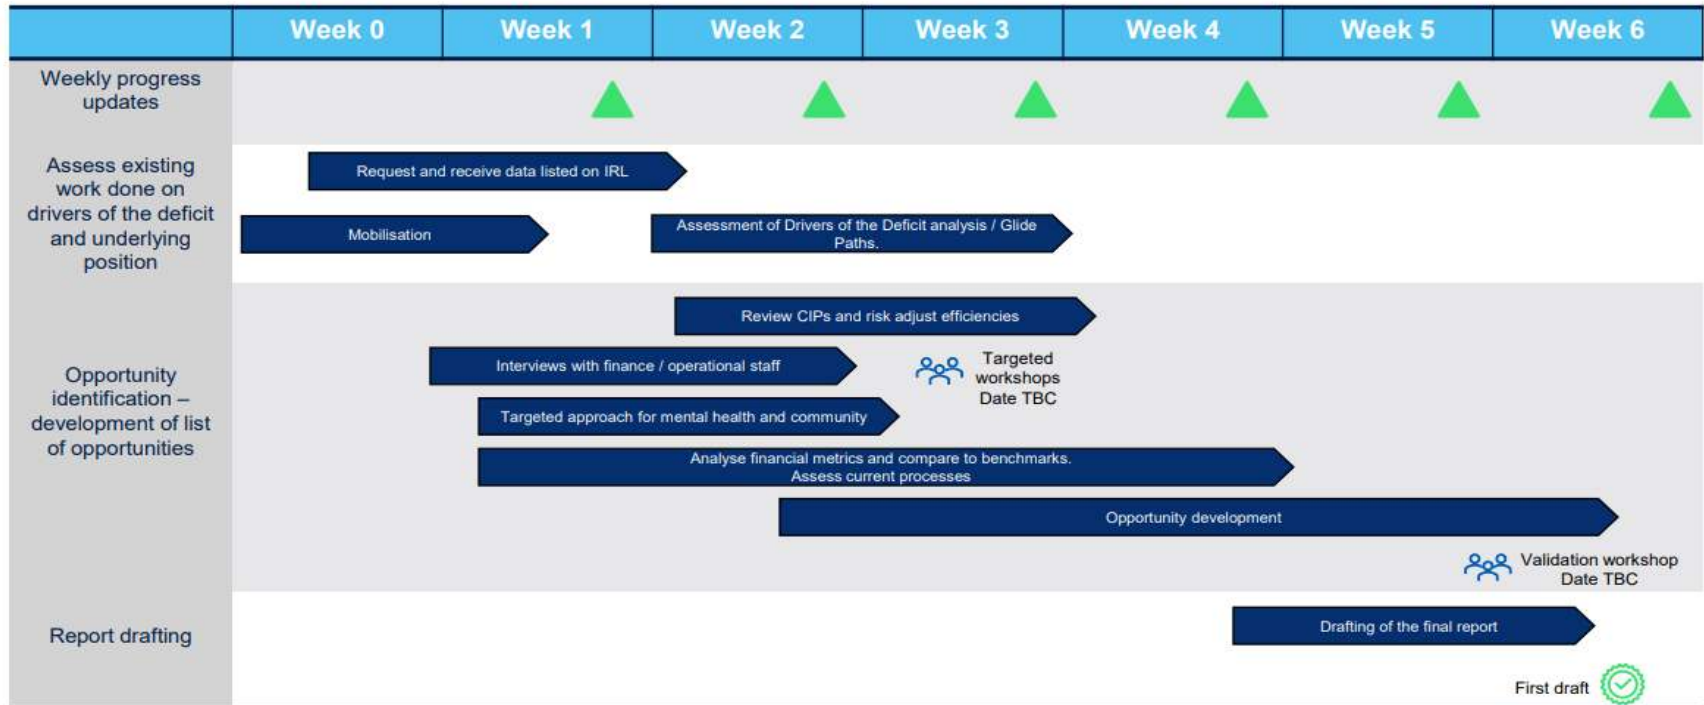 Week 0
Week 1
Week 2
Week 3
Week 4
Week 5
Week 6
Weekly progress
updates
Assess existing
work done on
drivers of the deficit
and underlying
position
Request and receive data listed on IRL
Mobilisation
Assessment of Drivers of the Deficit analysis / Glide
Paths.
Opportunity
identification –
development of list
of opportunities
Review CIPs and risk adjust efficiencies
Interviews with finance / operational staff
Targeted
workshops
Date TBC
Targeted approach for mental health and community
Analyse financial metrics and compare to benchmarks.
Assess current processes
Opportunity development
Validation workshop
Date TBC
Report drafting
Drafting of the final report
First draft